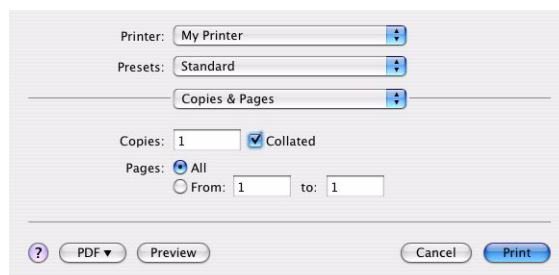 Printer: My Printer
Presets: Standard
Copies & Pages
Copies: 1 Collated
Pages: All
From: 1 to: 1
? PDF▼ Preview Cancel Print